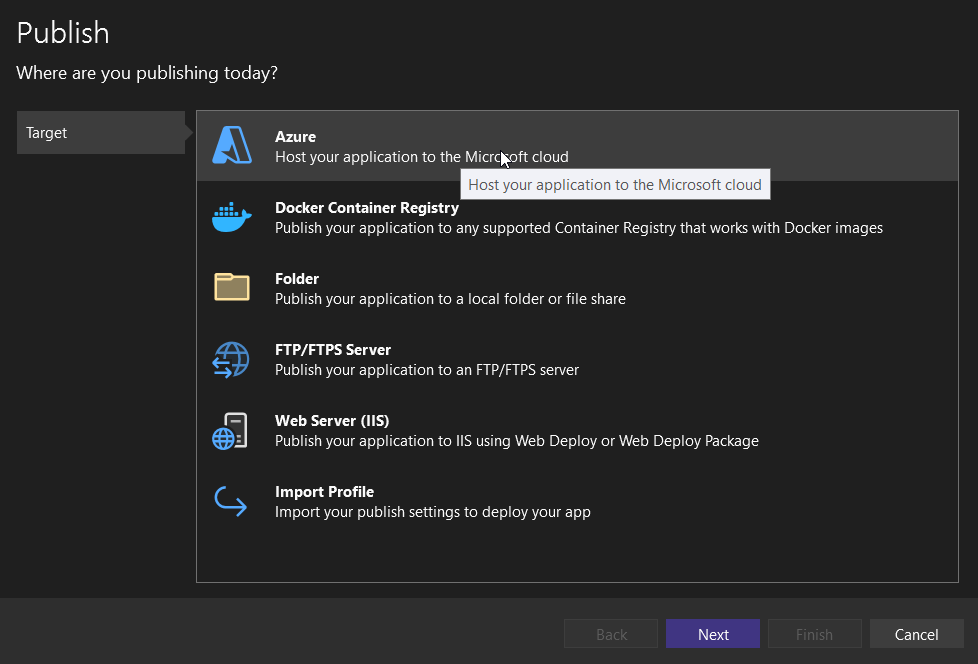 Publish
Where are you publishing today?
Target
Azure
Host your application to the Microsoft cloud
Host your application to the Microsoft cloud
Docker Container Registry
Publish your application to any supported Container Registry that works with Docker images
Folder
Publish your application to a local folder or file share
FTP/FTPS Server
Publish your application to an FTP/FTPS server
Web Server (IIS)
Publish your application to IIS using Web Deploy or Web Deploy Package
Import Profile
Import your publish settings to deploy your app
Back Next Finish Cancel